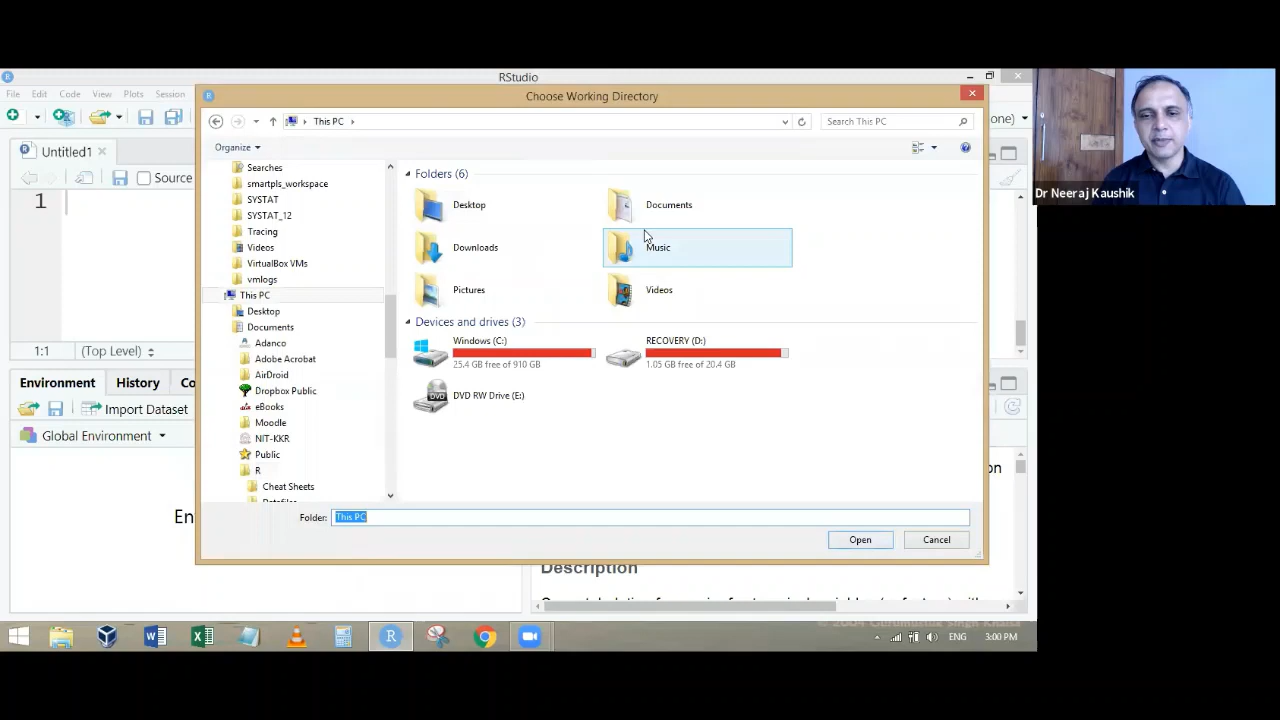 RStudio
File Edit Code View Plots Session
Choose Working Directory
This PC
Search This PC
Organize
Untitled1
Source
1
1:1 (Top Level)
Environment History Co
Import Dataset
Global Environment
En
Searches
smartpls_workspace
SYSTAT
SYSTAT_12
Tracing
Videos
VirtualBox VMs
vmlogs
This PC
Desktop
Documents
Adanco
Adobe Acrobat
AirDroid
Dropbox Public
eBooks
Moodle
NIT-KKR
Public
R
Cheat Sheets
Folders (6)
Desktop
Documents
Downloads
Music
Pictures
Videos
Devices and drives (3)
Windows (C:)
25.4 GB free of 910 GB
RECOVERY (D:)
1.05 GB free of 20.4 GB
DVD
DVD RW Drive (E:)
Folder: This PC
Open Cancel
one)
on
Description
Dr Neeraj Kaushik
ENG 3:00 PM